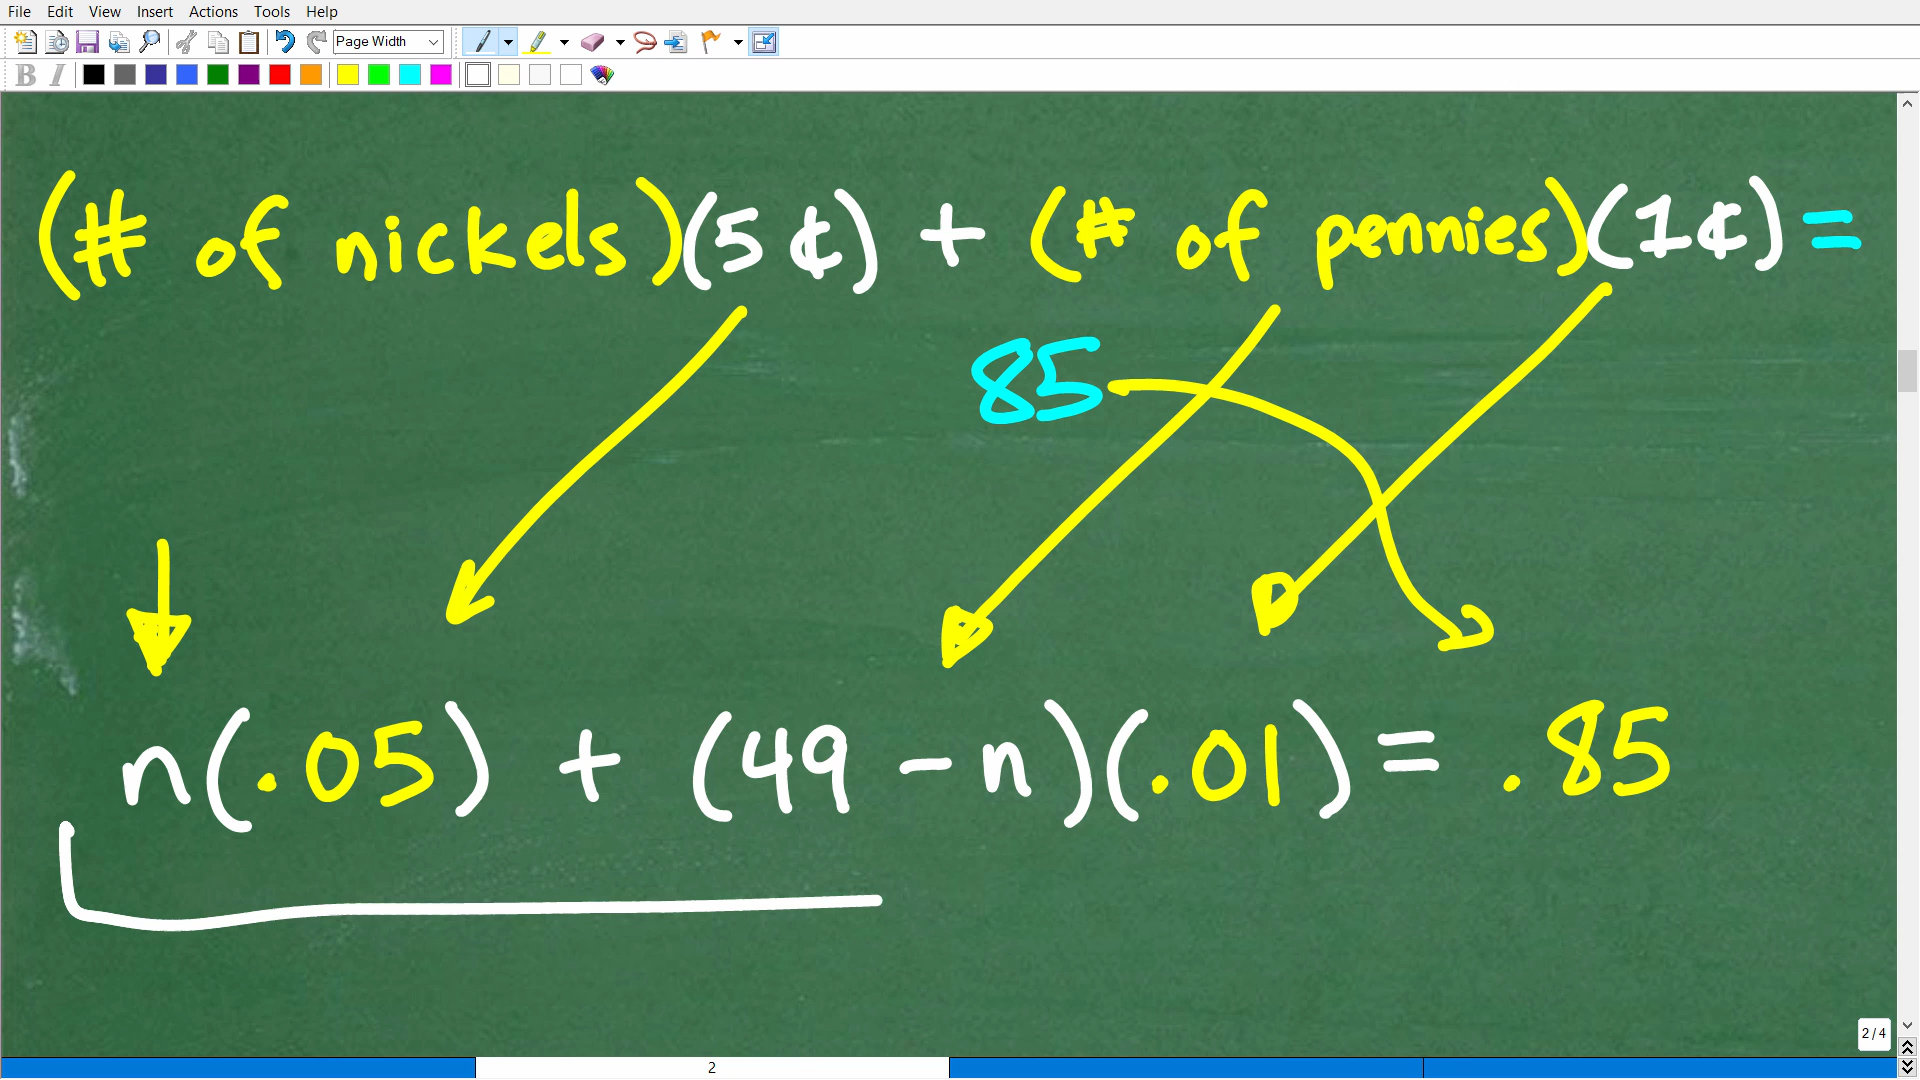 File Edit View Insert Actions Tools Help
Page Width
B I
(# of nickels)(5¢) + (# of pennies)(1¢) =
85
n(.05) + (49 - n)(.01) = .85
2 / 4
2